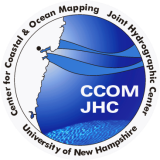 Center for Coastal & Ocean Mapping
Joint Hydrographic Center
CCOM
JHC
University of New Hampshire